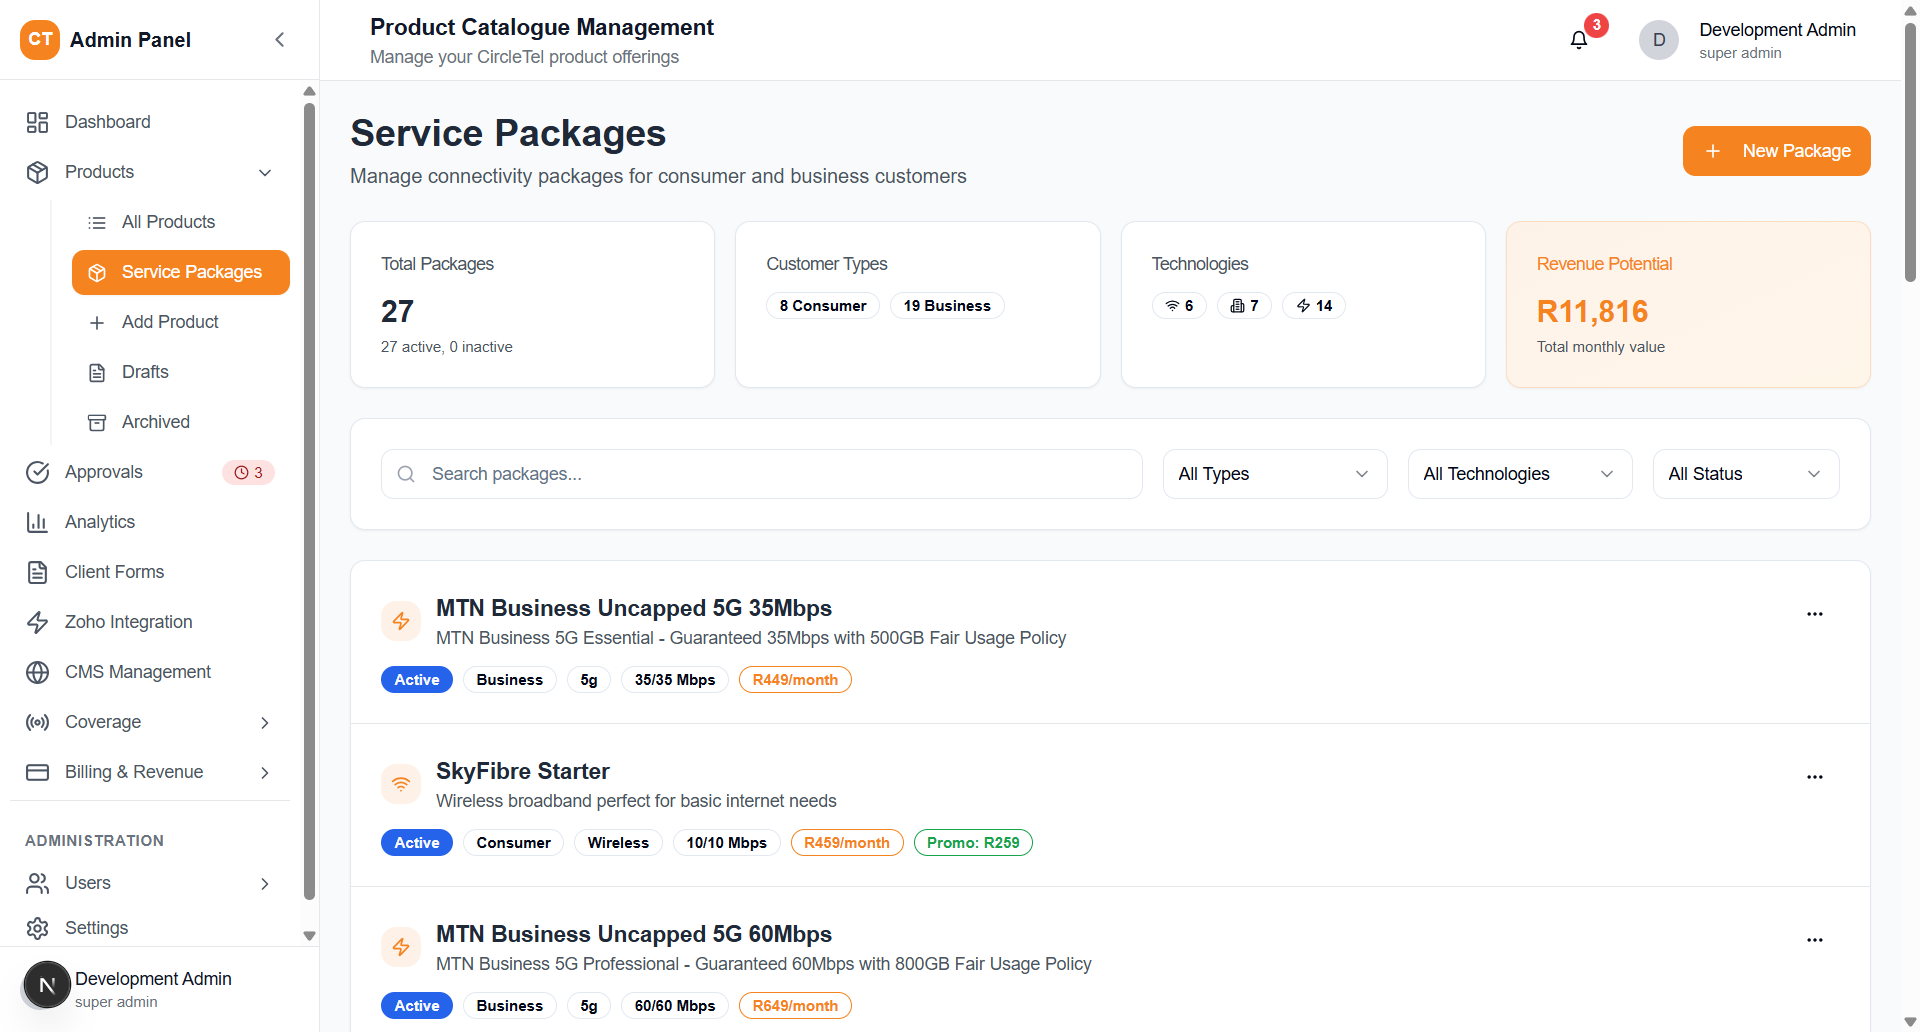 CT Admin Panel
Dashboard
Products
All Products
Service Packages
Add Product
Drafts
Archived
Approvals 3
Analytics
Client Forms
Zoho Integration
CMS Management
Coverage
Billing & Revenue
ADMINISTRATION
Users
Settings
N Development Admin
super admin
Product Catalogue Management
Manage your CircleTel product offerings
3
D
Development Admin
super admin
Service Packages
Manage connectivity packages for consumer and business customers
New Package
Total Packages
27
27 active, 0 inactive
Customer Types
8 Consumer 19 Business
Technologies
6 7 14
Revenue Potential
R11,816
Total monthly value
Search packages...
All Types
All Technologies
All Status
MTN Business Uncapped 5G 35Mbps
MTN Business 5G Essential - Guaranteed 35Mbps with 500GB Fair Usage Policy
Active Business 5g 35/35 Mbps R449/month
SkyFibre Starter
Wireless broadband perfect for basic internet needs
Active Consumer Wireless 10/10 Mbps R459/month Promo: R259
MTN Business Uncapped 5G 60Mbps
MTN Business 5G Professional - Guaranteed 60Mbps with 800GB Fair Usage Policy
Active Business 5g 60/60 Mbps R649/month